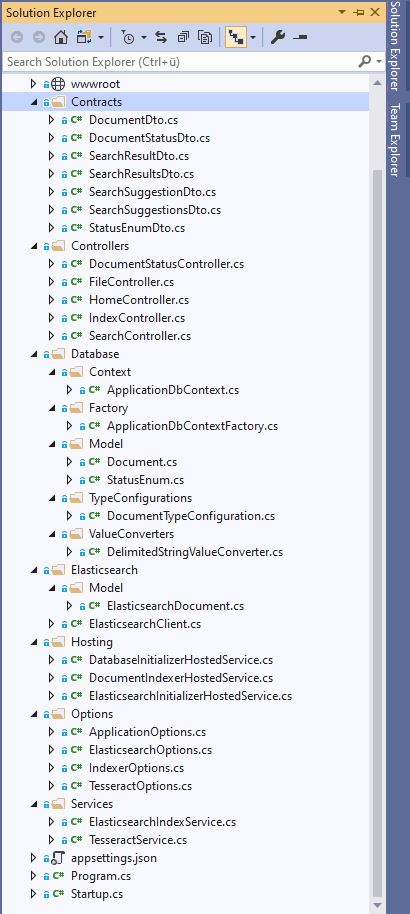 Solution Explorer
Search Solution Explorer (Ctrl+ü)
wwwroot
Contracts
C# DocumentDto.cs
C# DocumentStatusDto.cs
C# SearchResultDto.cs
C# SearchResultsDto.cs
C# SearchSuggestionDto.cs
C# SearchSuggestionsDto.cs
C# StatusEnumDto.cs
Controllers
C# DocumentStatusController.cs
C# FileController.cs
C# HomeController.cs
C# IndexController.cs
C# SearchController.cs
Database
Context
C# ApplicationDbContext.cs
Factory
C# ApplicationDbContextFactory.cs
Model
C# Document.cs
C# StatusEnum.cs
TypeConfigurations
C# DocumentTypeConfiguration.cs
ValueConverters
C# DelimitedStringValueConverter.cs
Elasticsearch
Model
C# ElasticsearchDocument.cs
C# ElasticsearchClient.cs
Hosting
C# DatabaseInitializerHostedService.cs
C# DocumentIndexerHostedService.cs
C# ElasticsearchInitializerHostedService.cs
Options
C# ApplicationOptions.cs
C# ElasticsearchOptions.cs
C# IndexerOptions.cs
C# TesseractOptions.cs
Services
C# ElasticsearchIndexService.cs
C# TesseractService.cs
appsettings.json
C# Program.cs
C# Startup.cs
Solution Explorer
Team Explorer